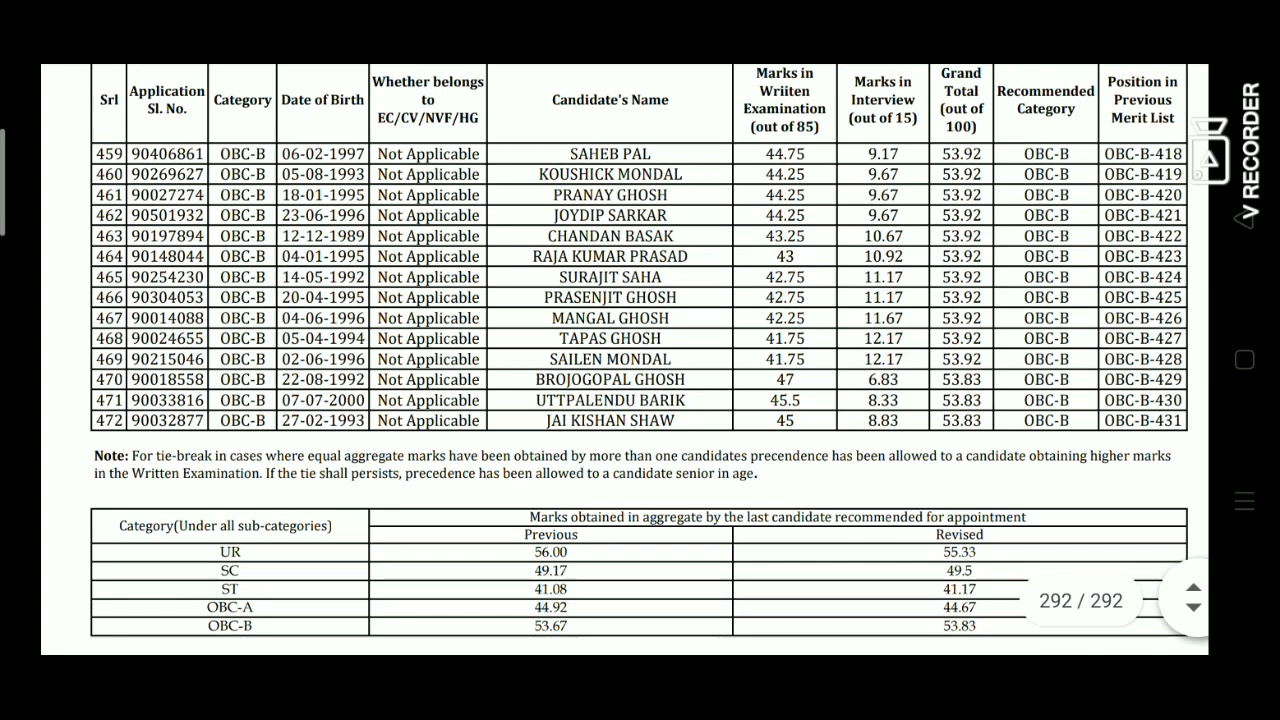 Srl | Application Sl. No. | Category | Date of Birth | Whether belongs to EC/CV/NVF/HG | Candidate's Name | Marks in Wriiten Examination (out of 85) | Marks in Interview (out of 15) | Grand Total (out of 100) | Recommended Category | Position in Previous Merit List
459 | 90406861 | OBC-B | 06-02-1997 | Not Applicable | SAHEB PAL | 44.75 | 9.17 | 53.92 | OBC-B | OBC-B-418
460 | 90269627 | OBC-B | 05-08-1993 | Not Applicable | KOUSHICK MONDAL | 44.25 | 9.67 | 53.92 | OBC-B | OBC-B-419
461 | 90027274 | OBC-B | 18-01-1995 | Not Applicable | PRANAY GHOSH | 44.25 | 9.67 | 53.92 | OBC-B | OBC-B-420
462 | 90501932 | OBC-B | 23-06-1996 | Not Applicable | JOYDIP SARKAR | 44.25 | 9.67 | 53.92 | OBC-B | OBC-B-421
463 | 90197894 | OBC-B | 12-12-1989 | Not Applicable | CHANDAN BASAK | 43.25 | 10.67 | 53.92 | OBC-B | OBC-B-422
464 | 90148044 | OBC-B | 04-01-1995 | Not Applicable | RAJA KUMAR PRASAD | 43 | 10.92 | 53.92 | OBC-B | OBC-B-423
465 | 90254230 | OBC-B | 14-05-1992 | Not Applicable | SURAJIT SAHA | 42.75 | 11.17 | 53.92 | OBC-B | OBC-B-424
466 | 90304053 | OBC-B | 20-04-1995 | Not Applicable | PRASENJIT GHOSH | 42.75 | 11.17 | 53.92 | OBC-B | OBC-B-425
467 | 90014088 | OBC-B | 04-06-1996 | Not Applicable | MANGAL GHOSH | 42.25 | 11.67 | 53.92 | OBC-B | OBC-B-426
468 | 90024655 | OBC-B | 05-04-1994 | Not Applicable | TAPAS GHOSH | 41.75 | 12.17 | 53.92 | OBC-B | OBC-B-427
469 | 90215046 | OBC-B | 02-06-1996 | Not Applicable | SAILEN MONDAL | 41.75 | 12.17 | 53.92 | OBC-B | OBC-B-428
470 | 90018558 | OBC-B | 22-08-1992 | Not Applicable | BROJOGOPAL GHOSH | 47 | 6.83 | 53.83 | OBC-B | OBC-B-429
471 | 90033816 | OBC-B | 07-07-2000 | Not Applicable | UTTPALENDU BARIK | 45.5 | 8.33 | 53.83 | OBC-B | OBC-B-430
472 | 90032877 | OBC-B | 27-02-1993 | Not Applicable | JAI KISHAN SHAW | 45 | 8.83 | 53.83 | OBC-B | OBC-B-431
Note: For tie-break in cases where equal aggregate marks have been obtained by more than one candidates precendence has been allowed to a candidate obtaining higher marks
in the Written Examination. If the tie shall persists, precedence has been allowed to a candidate senior in age.
Category(Under all sub-categories) | Marks obtained in aggregate by the last candidate recommended for appointment
Previous | Revised
UR | 56.00 | 55.33
SC | 49.17 | 49.5
ST | 41.08 | 41.17
OBC-A | 44.92 | 44.67
OBC-B | 53.67 | 53.83
292 / 292
V RECORDER